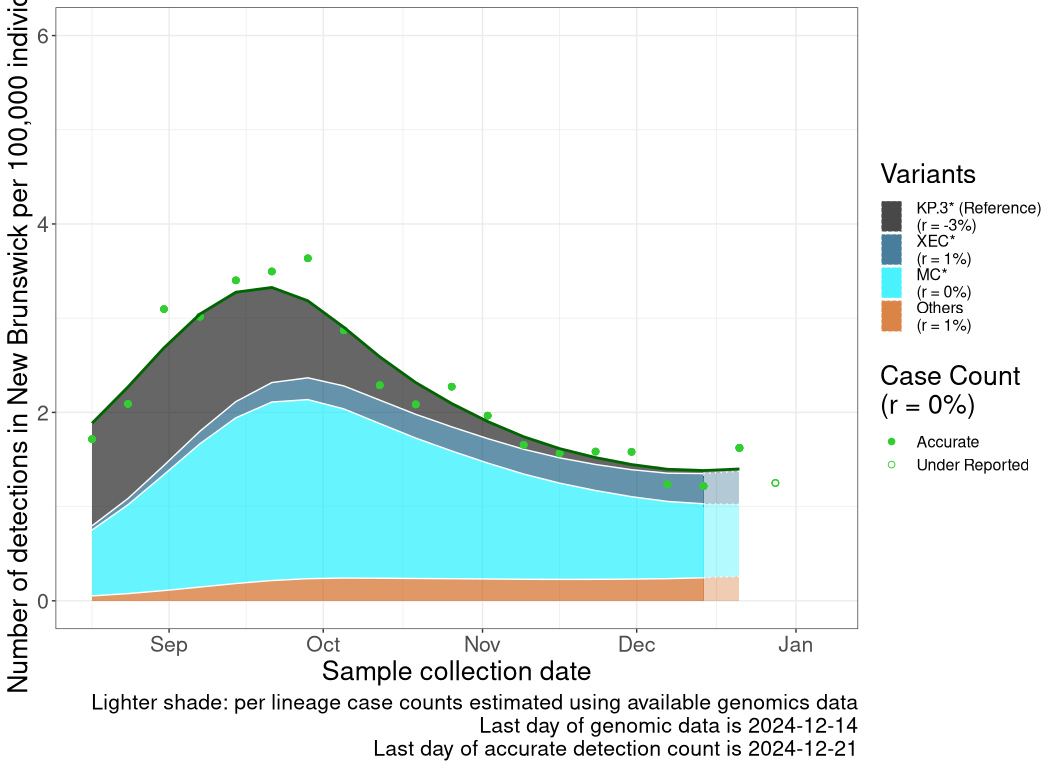 Number of detections in New Brunswick per 100,000
6
4
2
0
Sep Oct Nov Dec Jan
Sample collection date
Lighter shade: per lineage case counts estimated using available genomics data
Last day of genomic data is 2024-12-14
Last day of accurate detection count is 2024-12-21
Variants
KP.3* (Reference)
(r = -3%)
XEC*
(r = 1%)
MC*
(r = 0%)
Others
(r = 1%)
Case Count
(r = 0%)
Accurate
Under Reported